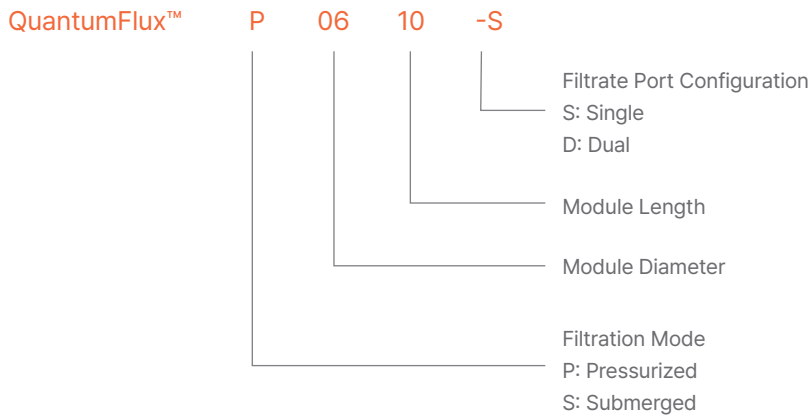 QuantumFlux™ P 06 10 -S
Filtrate Port Configuration
S: Single
D: Dual
Module Length
Module Diameter
Filtration Mode
P: Pressurized
S: Submerged